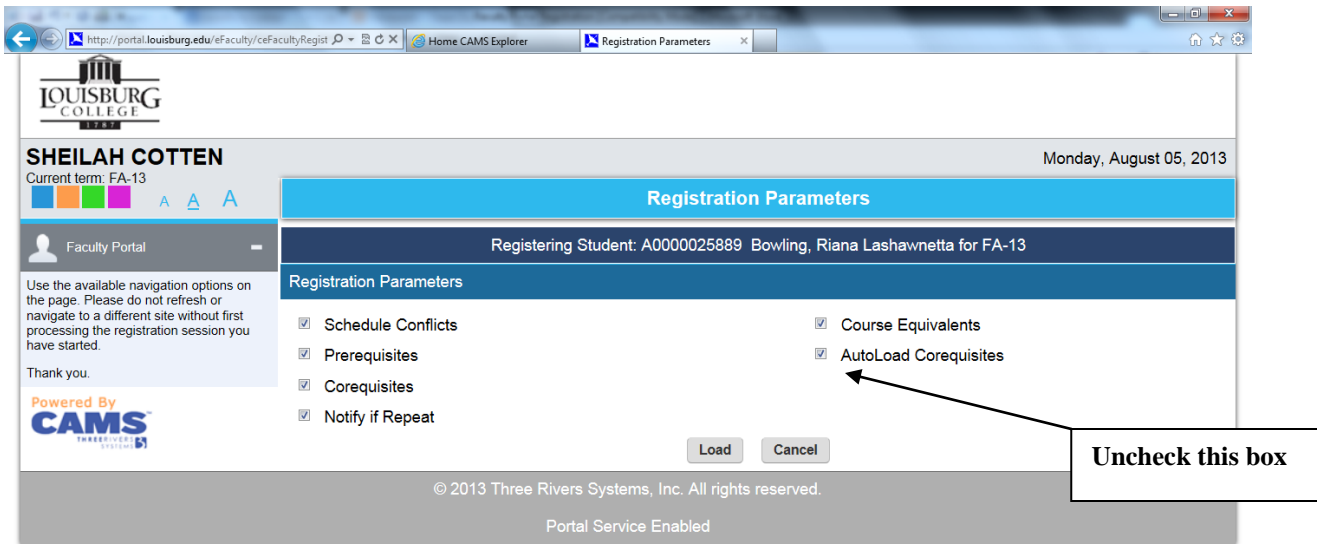 http://portal.louisburg.edu/eFaculty/ceFacultyRegist
Home CAMS Explorer
Registration Parameters
LOUISBURG
COLLEGE
1787
SHEILAH COTTEN
Monday, August 05, 2013
Current term: FA-13
A A A
Registration Parameters
Faculty Portal
Registering Student: A0000025889 Bowling, Riana Lashawnetta for FA-13
Registration Parameters
Use the available navigation options on
the page. Please do not refresh or
navigate to a different site without first
processing the registration session you
have started.
Thank you.
Schedule Conflicts
Course Equivalents
Prerequisites
AutoLoad Corequisites
Corequisites
Notify if Repeat
Powered By
CAMS
THREE RIVERS
SYSTEMS
Load
Cancel
Uncheck this box
© 2013 Three Rivers Systems, Inc. All rights reserved.
Portal Service Enabled